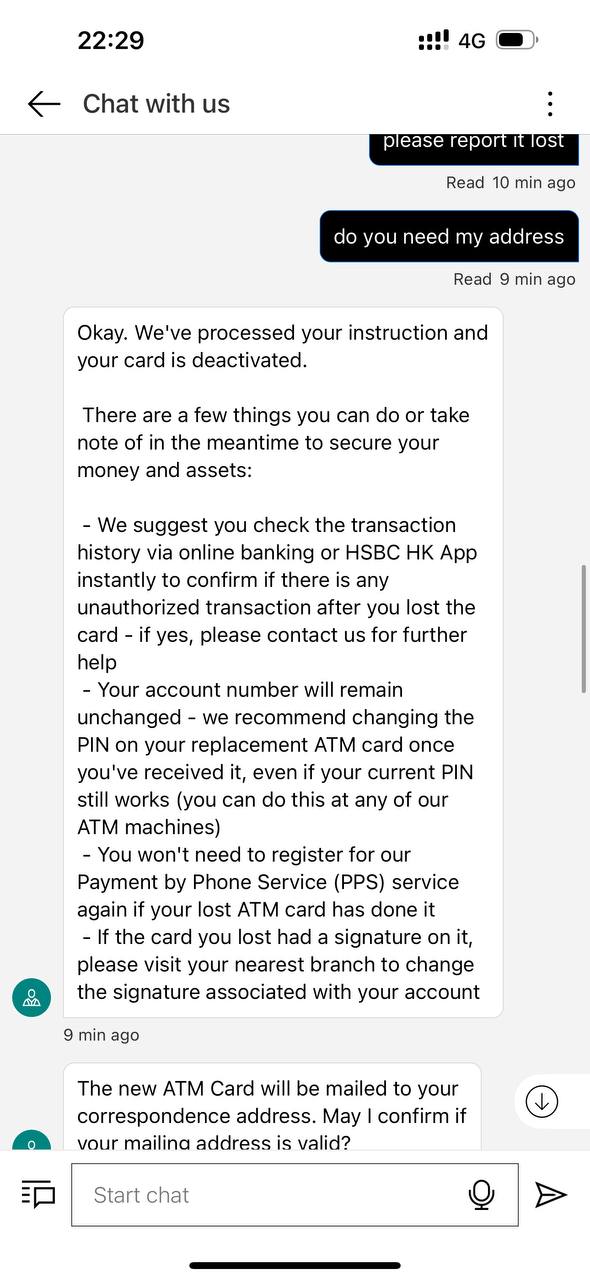 22:29
4G
Chat with us
please report it lost
Read 10 min ago
do you need my address
Read 9 min ago
Okay. We've processed your instruction and
your card is deactivated.
There are a few things you can do or take
note of in the meantime to secure your
money and assets:
- We suggest you check the transaction
history via online banking or HSBC HK App
instantly to confirm if there is any
unauthorized transaction after you lost the
card - if yes, please contact us for further
help
- Your account number will remain
unchanged - we recommend changing the
PIN on your replacement ATM card once
you've received it, even if your current PIN
still works (you can do this at any of our
ATM machines)
- You won't need to register for our
Payment by Phone Service (PPS) service
again if your lost ATM card has done it
- If the card you lost had a signature on it,
please visit your nearest branch to change
the signature associated with your account
9 min ago
The new ATM Card will be mailed to your
correspondence address. May I confirm if
your mailing address is valid?
Start chat